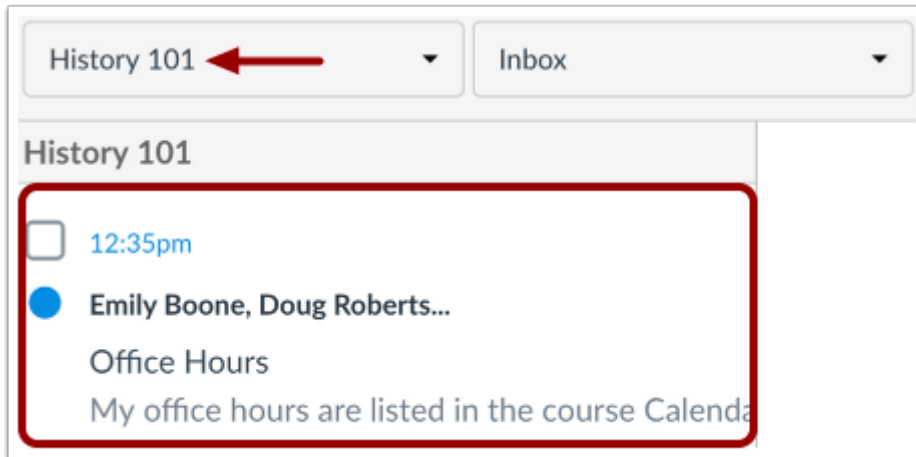 History 101
Inbox
History 101
12:35pm
Emily Boone, Doug Roberts...
Office Hours
My office hours are listed in the course